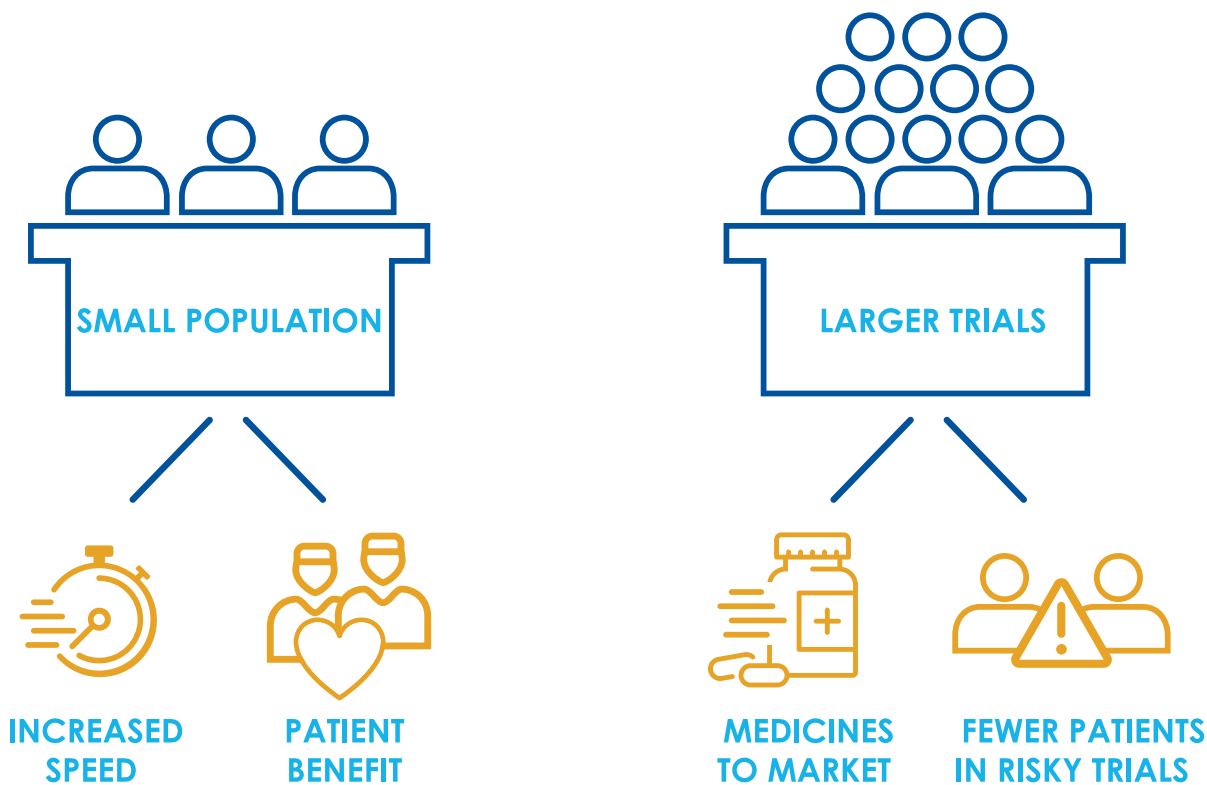 SMALL POPULATION
LARGER TRIALS
INCREASED
SPEED
PATIENT
BENEFIT
MEDICINES
TO MARKET
FEWER PATIENTS
IN RISKY TRIALS